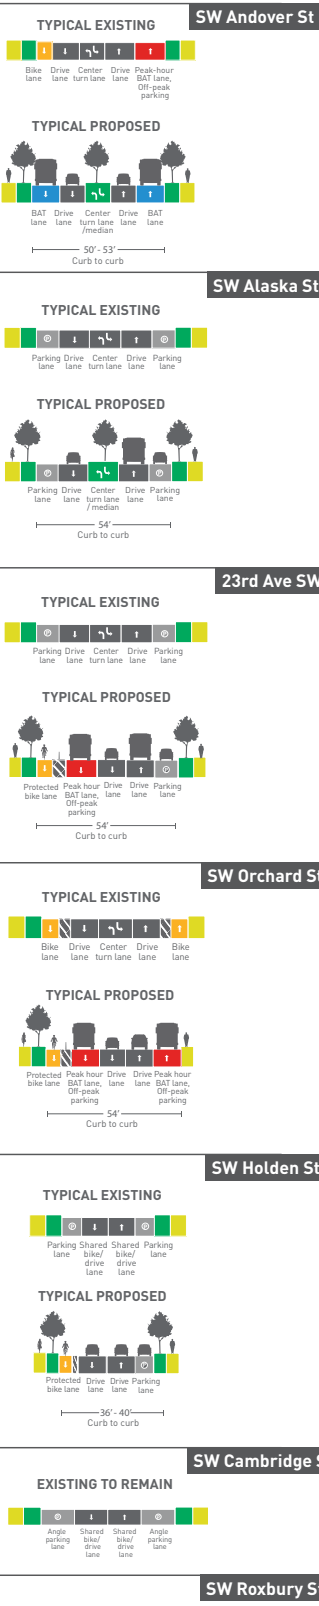 SW Andover St
TYPICAL EXISTING
Bike lane
Drive lane
Center turn lane
Drive lane
Peak-hour BAT lane, Off-peak parking
TYPICAL PROPOSED
BAT lane
Drive lane
Center turn lane /median
Drive lane
BAT lane
50' - 53'
Curb to curb
SW Alaska St
TYPICAL EXISTING
P
P
Parking lane
Drive lane
Center turn lane
Drive lane
Parking lane
TYPICAL PROPOSED
P
P
Parking lane
Drive lane
Center turn lane / median
Drive lane
Parking lane
54'
Curb to curb
23rd Ave SW
TYPICAL EXISTING
P
P
Parking lane
Drive lane
Center turn lane
Drive lane
Parking lane
TYPICAL PROPOSED
P
Protected bike lane
Peak hour BAT lane, Off-peak parking
Drive lane
Drive lane
Parking lane
54'
Curb to curb
SW Orchard St
TYPICAL EXISTING
Bike lane
Drive lane
Center turn lane
Drive lane
Bike lane
TYPICAL PROPOSED
Protected bike lane
Peak hour BAT lane, Off-peak parking
Drive lane
Drive lane
Peak hour BAT lane, Off-peak parking
54'
Curb to curb
SW Holden St
TYPICAL EXISTING
P
P
Parking lane
Shared bike/ drive lane
Shared bike/ drive lane
Parking lane
TYPICAL PROPOSED
P
Protected bike lane
Drive lane
Drive lane
Parking lane
36' - 40'
Curb to curb
SW Cambridge S
EXISTING TO REMAIN
P
P
Angle parking lane
Shared bike/ drive lane
Shared bike/ drive lane
Angle parking lane
SW Roxbury St